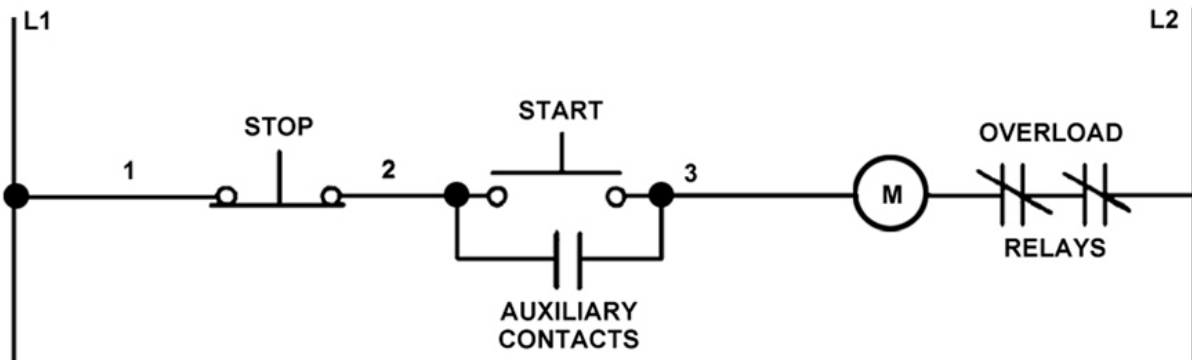 L1
L2
START
STOP
OVERLOAD
1
2
3
M
RELAYS
AUXILIARY
CONTACTS